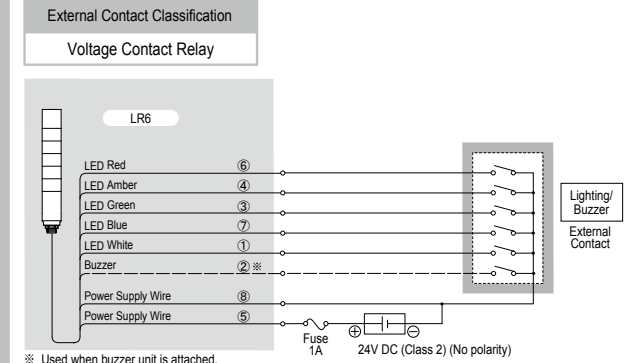 External Contact Classification
Voltage Contact Relay
LR6
LED Red ⑥
LED Amber ④
LED Green ③
LED Blue ⑦
LED White ①
Buzzer ②※
Power Supply Wire ⑧
Power Supply Wire ⑤
Lighting/
Buzzer
External
Contact
Fuse
1A
⊕ ⊖
24V DC (Class 2) (No polarity)
※ Used when buzzer unit is attached.